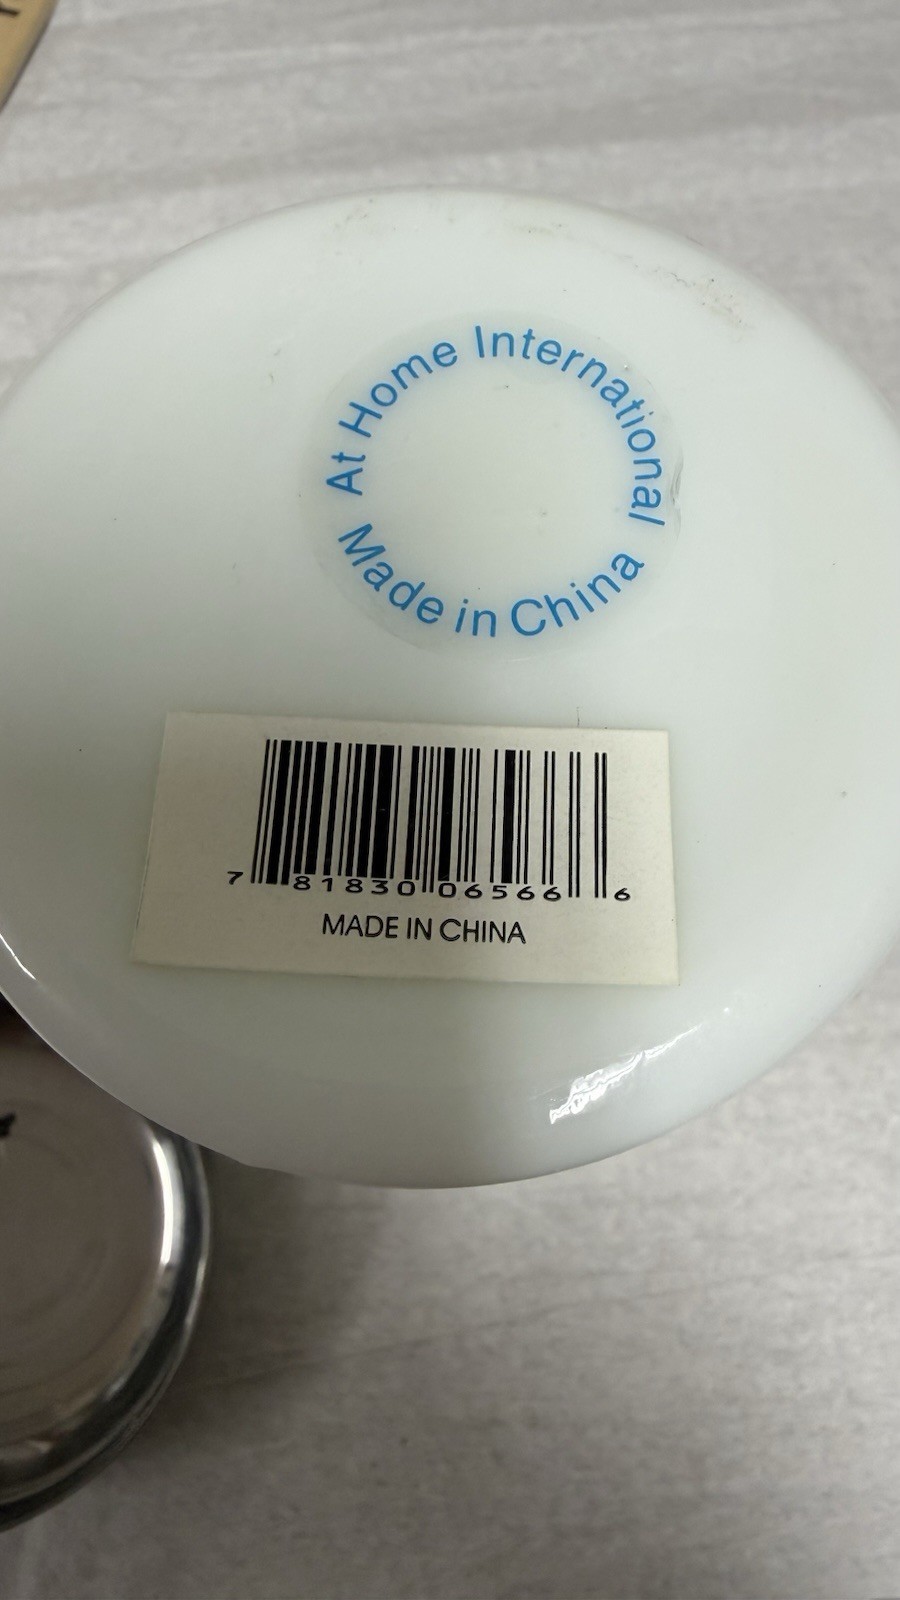 At Home International
Made in China
7 81830 06566 6
MADE IN CHINA